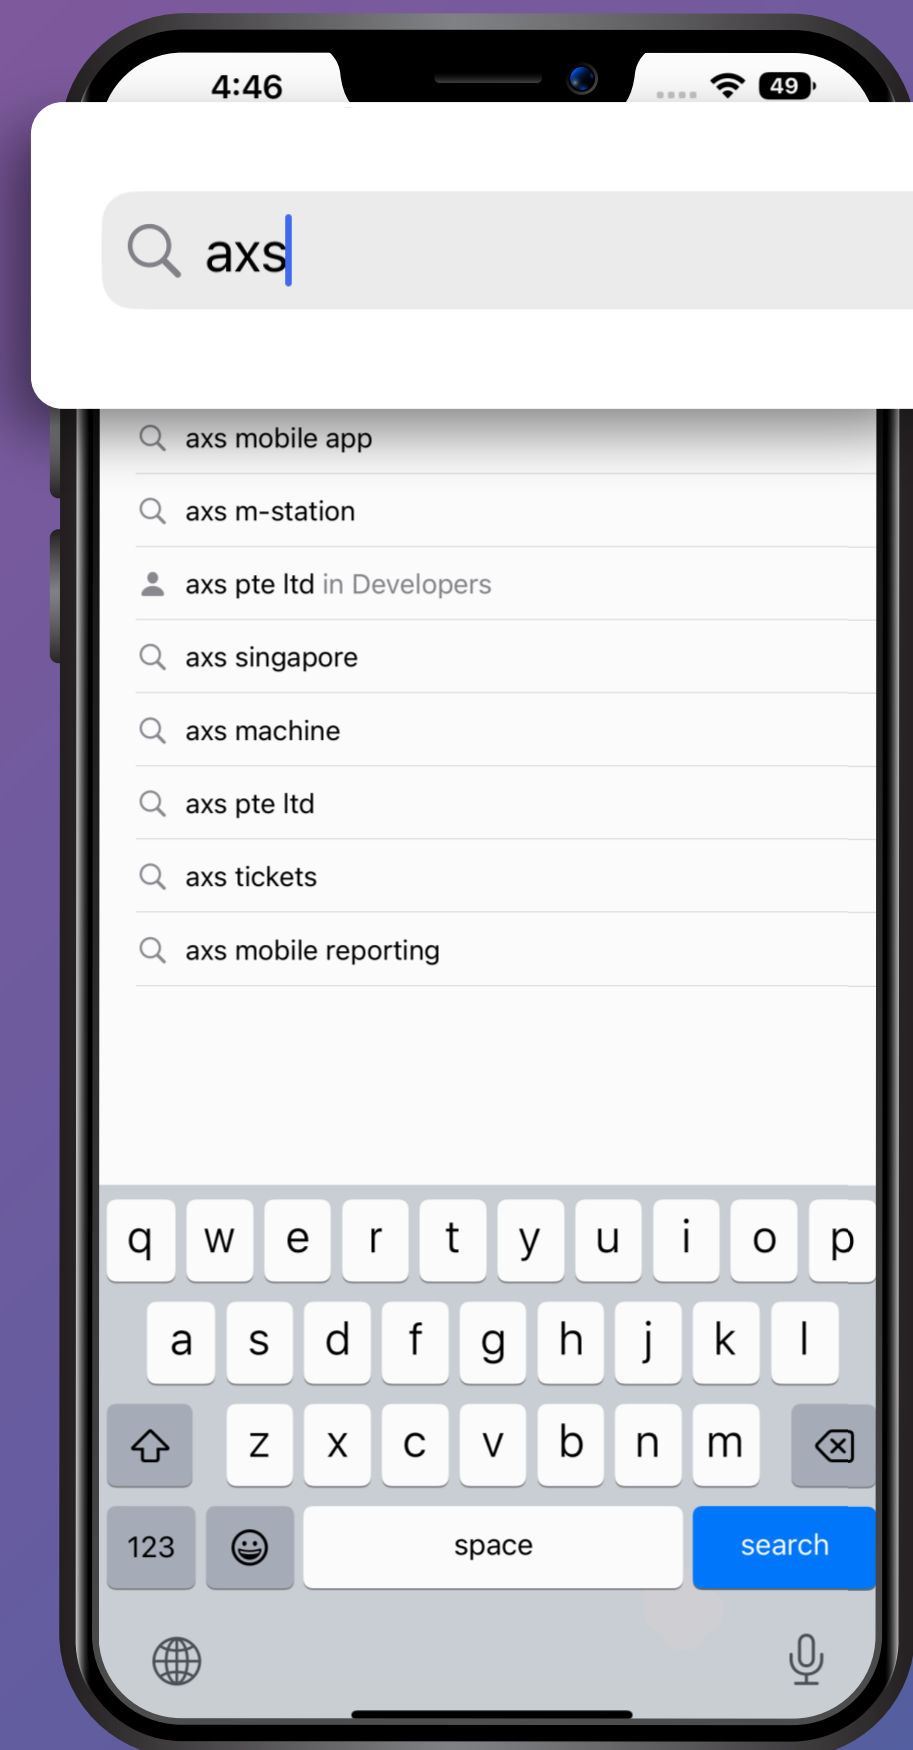 4:46 49
axs
axs mobile app
axs m-station
axs pte ltd in Developers
axs singapore
axs machine
axs pte ltd
axs tickets
axs mobile reporting
q w e r t y u i o p
a s d f g h j k l
z x c v b n m
123 space search